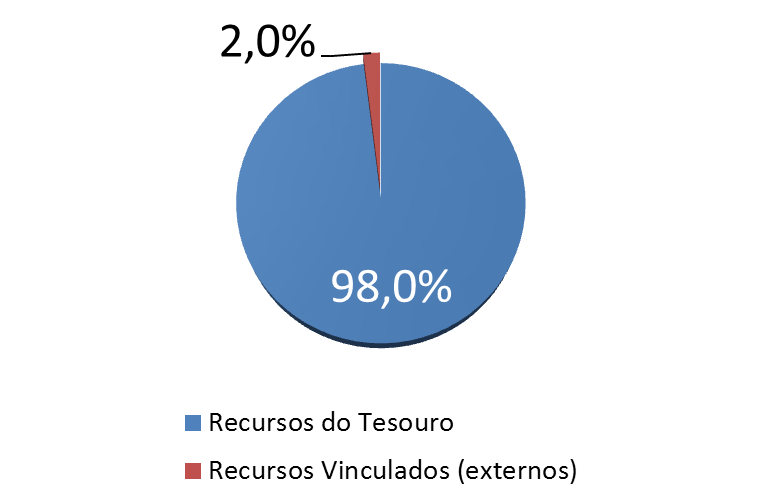 2,0%
98,0%
Recursos do Tesouro
Recursos Vinculados (externos)